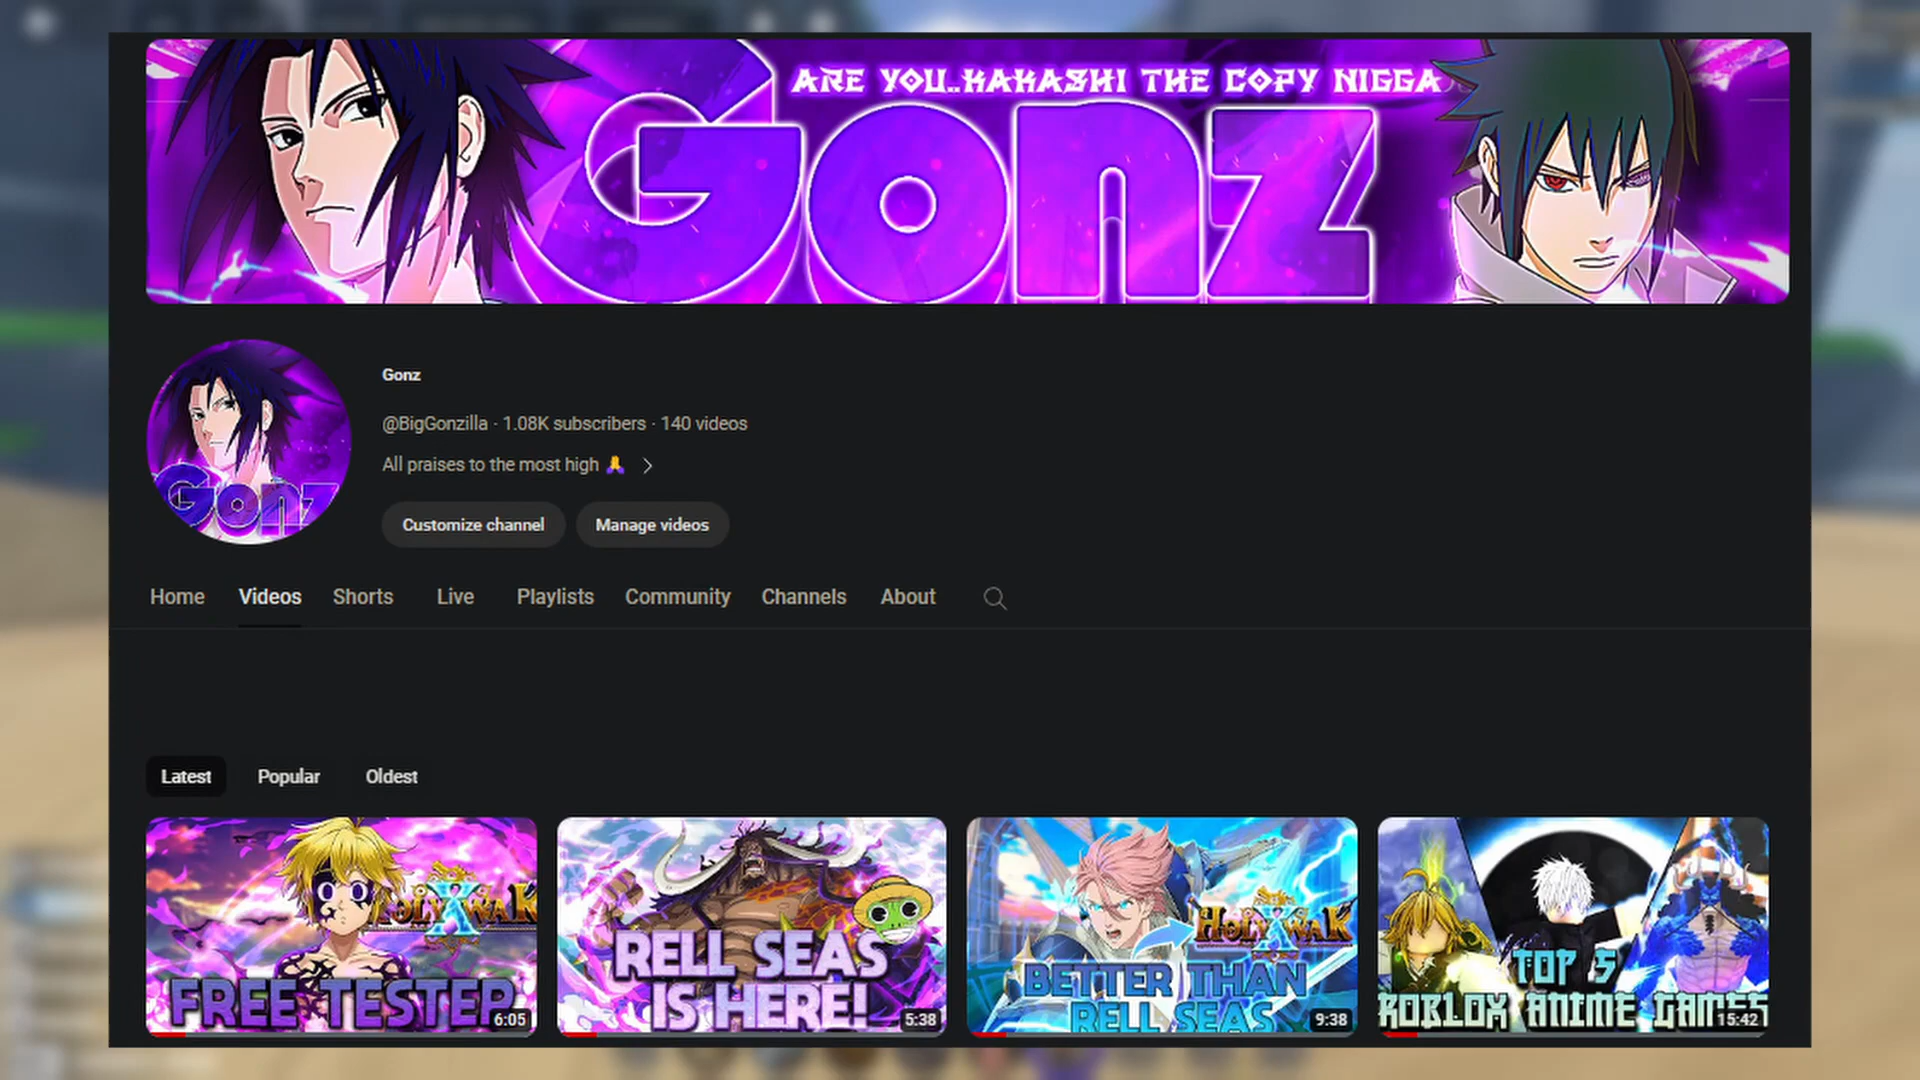 ARE YOU..KAKASHI THE COPY NIGGA
Gonz
Gonz
Gonz
@BigGonzilla · 1.08K subscribers · 140 videos
All praises to the most high 🙏
Customize channel
Manage videos
Home
Videos
Shorts
Live
Playlists
Community
Channels
About
Latest
Popular
Oldest
HOLY X WAR
FREE TESTER
6:05
RELL SEAS
IS HERE!
5:38
HOLY X WAR
BETTER THAN
RELL SEAS
9:38
TOP 5
ROBLOX ANIME GAMES
15:42